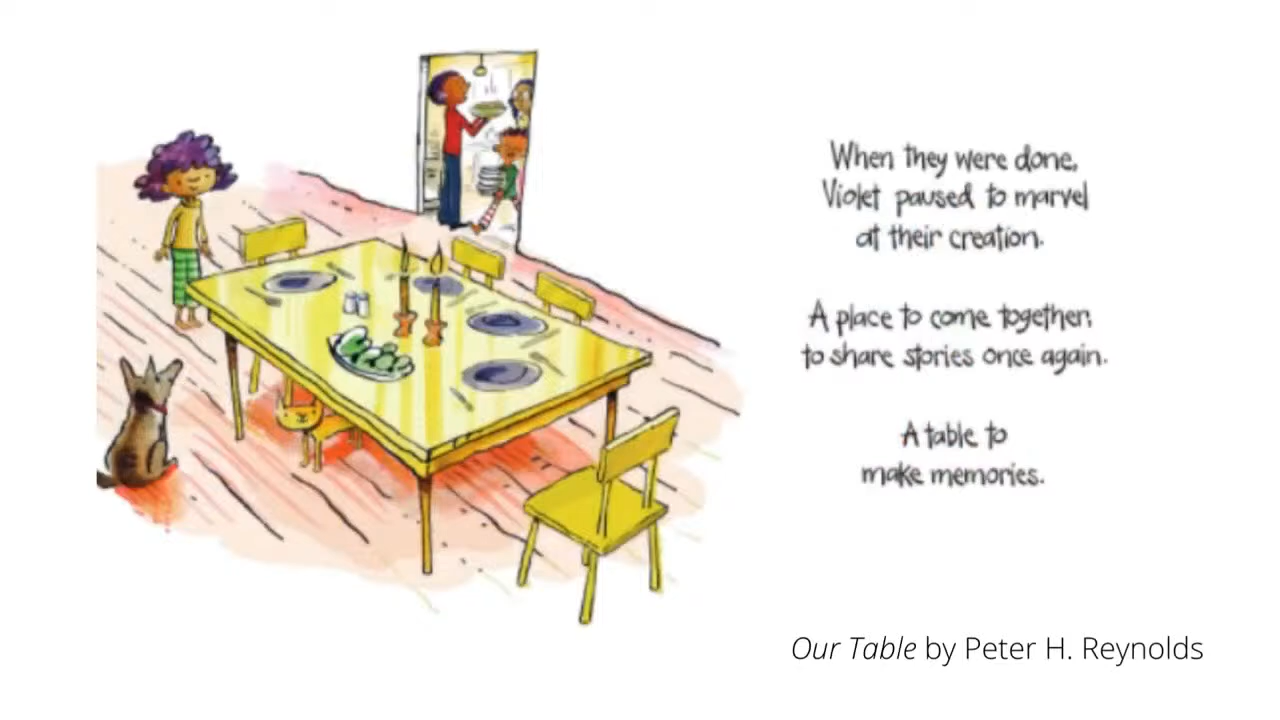 When they were done,
Violet paused to marvel
at their creation.
A place to come together,
to share stories once again.
A table to
make memories.
Our Table by Peter H. Reynolds